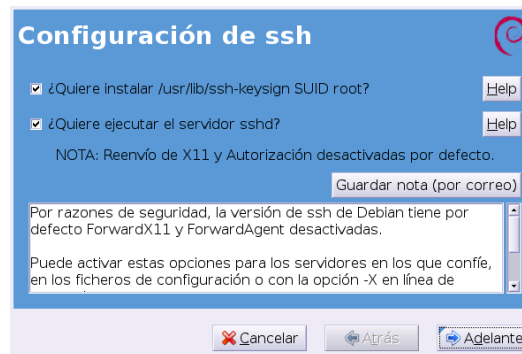 Configuración de ssh
¿Quiere instalar /usr/lib/ssh-keysign SUID root?
Help
¿Quiere ejecutar el servidor sshd?
Help
NOTA: Reenvío de X11 y Autorización desactivadas por defecto.
Guardar nota (por correo)
Por razones de seguridad, la versión de ssh de Debian tiene por
defecto ForwardX11 y ForwardAgent desactivadas.
Puede activar estas opciones para los servidores en los que confíe,
en los ficheros de configuración o con la opción -X en línea de
Cancelar
Atrás
Adelante